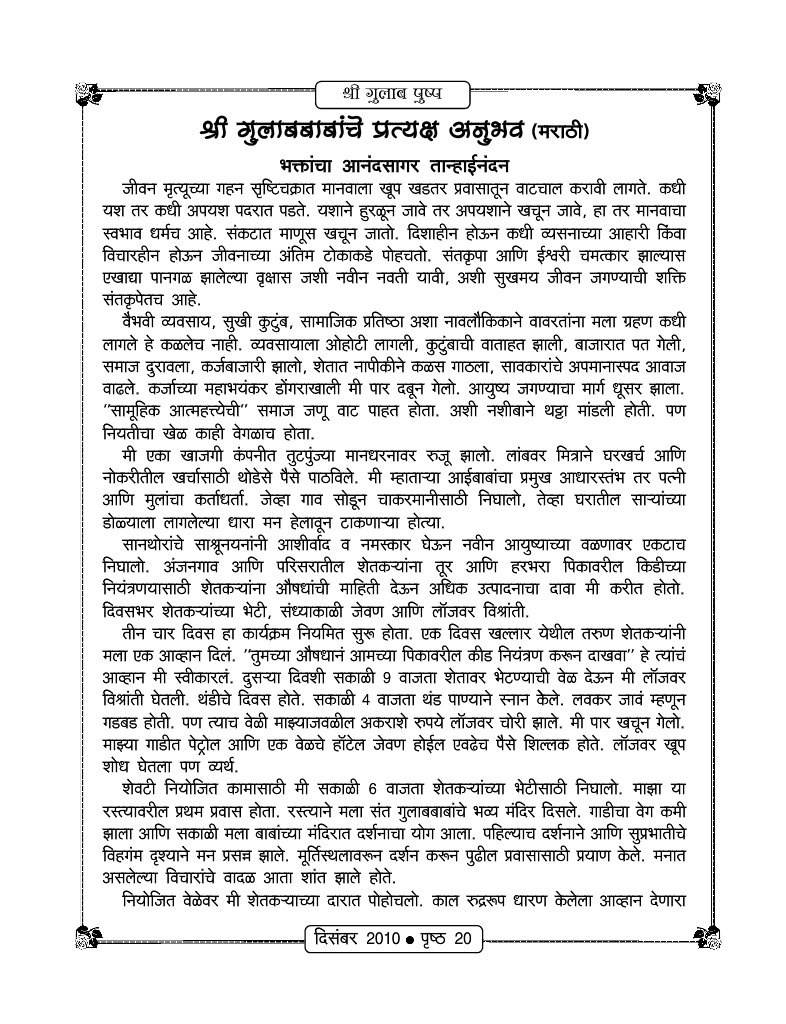 श्री गुलाब पुष्प
श्री गुलाबबाबांचे प्रत्यक्ष अनुभव (मराठी)
भक्तांचा आनंदसागर तान्हाईनंदन
जीवन मृत्यूच्या गहन सृष्टिचक्रात मानवाला खूप खडतर प्रवासातून वाटचाल करावी लागते. कधी
यश तर कधी अपयश पदरात पडते. यशाने हुरळून जावे तर अपयशाने खचून जावे, हा तर मानवाचा
स्वभाव धर्मच आहे. संकटात माणूस खचून जातो. दिशाहीन होऊन कधी व्यसनाच्या आहारी किंवा
विचारहीन होऊन जीवनाच्या अंतिम टोकाकडे पोहचतो. संतकृपा आणि ईश्वरी चमत्कार झाल्यास
एखाद्या पानगळ झालेल्या वृक्षास जशी नवीन नवती यावी, अशी सुखमय जीवन जगण्याची शक्ति
संतकृपेतच आहे.
वैभवी व्यवसाय, सुखी कुटुंब, सामाजिक प्रतिष्ठा अशा नावलौकिकाने वावरतांना मला ग्रहण कधी
लागले हे कळलेच नाही. व्यवसायाला ओहोटी लागली, कुटुंबाची वाताहत झाली, बाजारात पत गेली,
समाज दुरावला, कर्जबाजारी झालो, शेतात नापीकीने कळस गाठला, सावकारांचे अपमानास्पद आवाज
वाढले. कर्जाच्या महाभयंकर डोंगराखाली मी पार दबून गेलो. आयुष्य जगण्याचा मार्ग धूसर झाला.
”सामूहिक आत्महत्त्येची” समाज जणू वाट पाहत होता. अशी नशीबाने थट्टा मांडली होती. पण
नियतीचा खेळ काही वेगळाच होता.
मी एका खाजगी कंपनीत तुटपुंज्या मानधरनावर रुजू झालो. लांबवर मित्राने घरखर्च आणि
नोकरीतील खर्चासाठी थोडेसे पैसे पाठविले. मी म्हाताऱ्या आईबाबांचा प्रमुख आधारस्तंभ तर पत्नी
आणि मुलांचा कर्ताधर्ता. जेव्हा गाव सोडून चाकरमानीसाठी निघालो, तेव्हा घरातील साऱ्यांच्या
डोळ्याला लागलेल्या धारा मन हेलावून टाकणाऱ्या होत्या.
सानथोरांचे साश्रूनयनांनी आशीर्वाद व नमस्कार घेऊन नवीन आयुष्याच्या वळणावर एकटाच
निघालो. अंजनगाव आणि परिसरातील शेतकऱ्यांना तूर आणि हरभरा पिकावरील किडीच्या
नियंत्रणयासाठी शेतकऱ्यांना औषधांची माहिती देऊन अधिक उत्पादनाचा दावा मी करीत होतो.
दिवसभर शेतकऱ्यांच्या भेटी, संध्याकाळी जेवण आणि लॉजवर विश्रांती.
तीन चार दिवस हा कार्यक्रम नियमित सुरू होता. एक दिवस खल्लार येथील तरुण शेतकऱ्यांनी
मला एक आव्हान दिलं. ”तुमच्या औषधानं आमच्या पिकावरील कीड नियंत्रण करून दाखवा” हे त्यांचं
आव्हान मी स्वीकारलं. दुसऱ्या दिवशी सकाळी 9 वाजता शेतावर भेटण्याची वेळ देऊन मी लॉजवर
विश्रांती घेतली. थंडीचे दिवस होते. सकाळी 4 वाजता थंड पाण्याने स्नान केले. लवकर जावं म्हणून
गडबड होती. पण त्याच वेळी माझ्याजवळील अकराशे रुपये लॉजवर चोरी झाले. मी पार खचून गेलो.
माझ्या गाडीत पेट्रोल आणि एक वेळचे हॉटेल जेवण होईल एवढेच पैसे शिल्लक होते. लॉजवर खूप
शोध घेतला पण व्यर्थ.
शेवटी नियोजित कामासाठी मी सकाळी 6 वाजता शेतकऱ्यांच्या भेटीसाठी निघालो. माझा या
रस्त्यावरील प्रथम प्रवास होता. रस्त्याने मला संत गुलाबबाबांचे भव्य मंदिर दिसले. गाडीचा वेग कमी
झाला आणि सकाळी मला बाबांच्या मंदिरात दर्शनाचा योग आला. पहिल्याच दर्शनाने आणि सुप्रभातीचे
विहगंम दृश्याने मन प्रसन्न झाले. मूर्तिस्थलावरून दर्शन करून पुढील प्रवासासाठी प्रयाण केले. मनात
असलेल्या विचारांचे वादळ आता शांत झाले होते.
नियोजित वेळेवर मी शेतकऱ्याच्या दारात पोहोचलो. काल रुद्ररूप धारण केलेला आव्हान देणारा
दिसंबर 2010 ● पृष्ठ 20